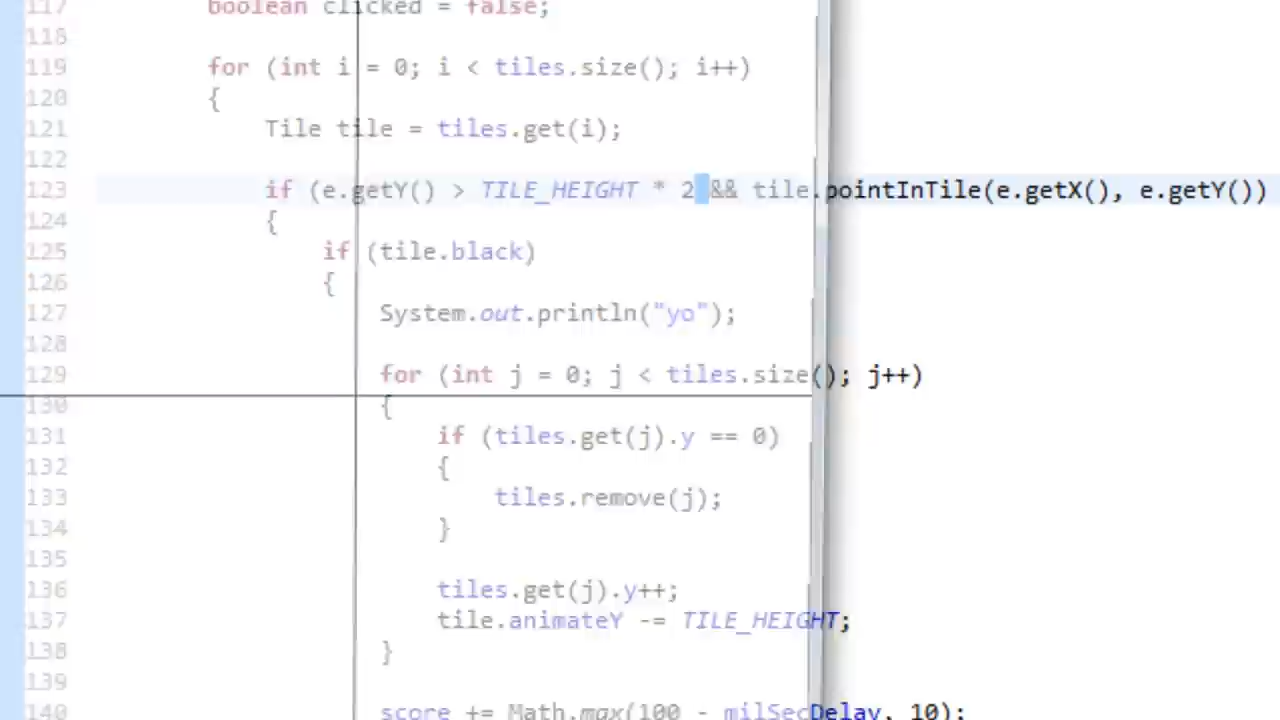 117 boolean clicked = false;
118
119 for (int i = 0; i < tiles.size(); i++)
120 {
121 Tile tile = tiles.get(i);
122
123 if (e.getY() > TILE_HEIGHT * 2 && tile.pointInTile(e.getX(), e.getY())
124 {
125 if (tile.black)
126 {
127 System.out.println("yo");
128
129 for (int j = 0; j < tiles.size(); j++)
130 {
131 if (tiles.get(j).y == 0)
132 {
133 tiles.remove(j);
134 }
135
136 tiles.get(j).y++;
137 tile.animateY -= TILE_HEIGHT;
138 }
139
140 score += Math.max(100 - milSecDelay, 10);